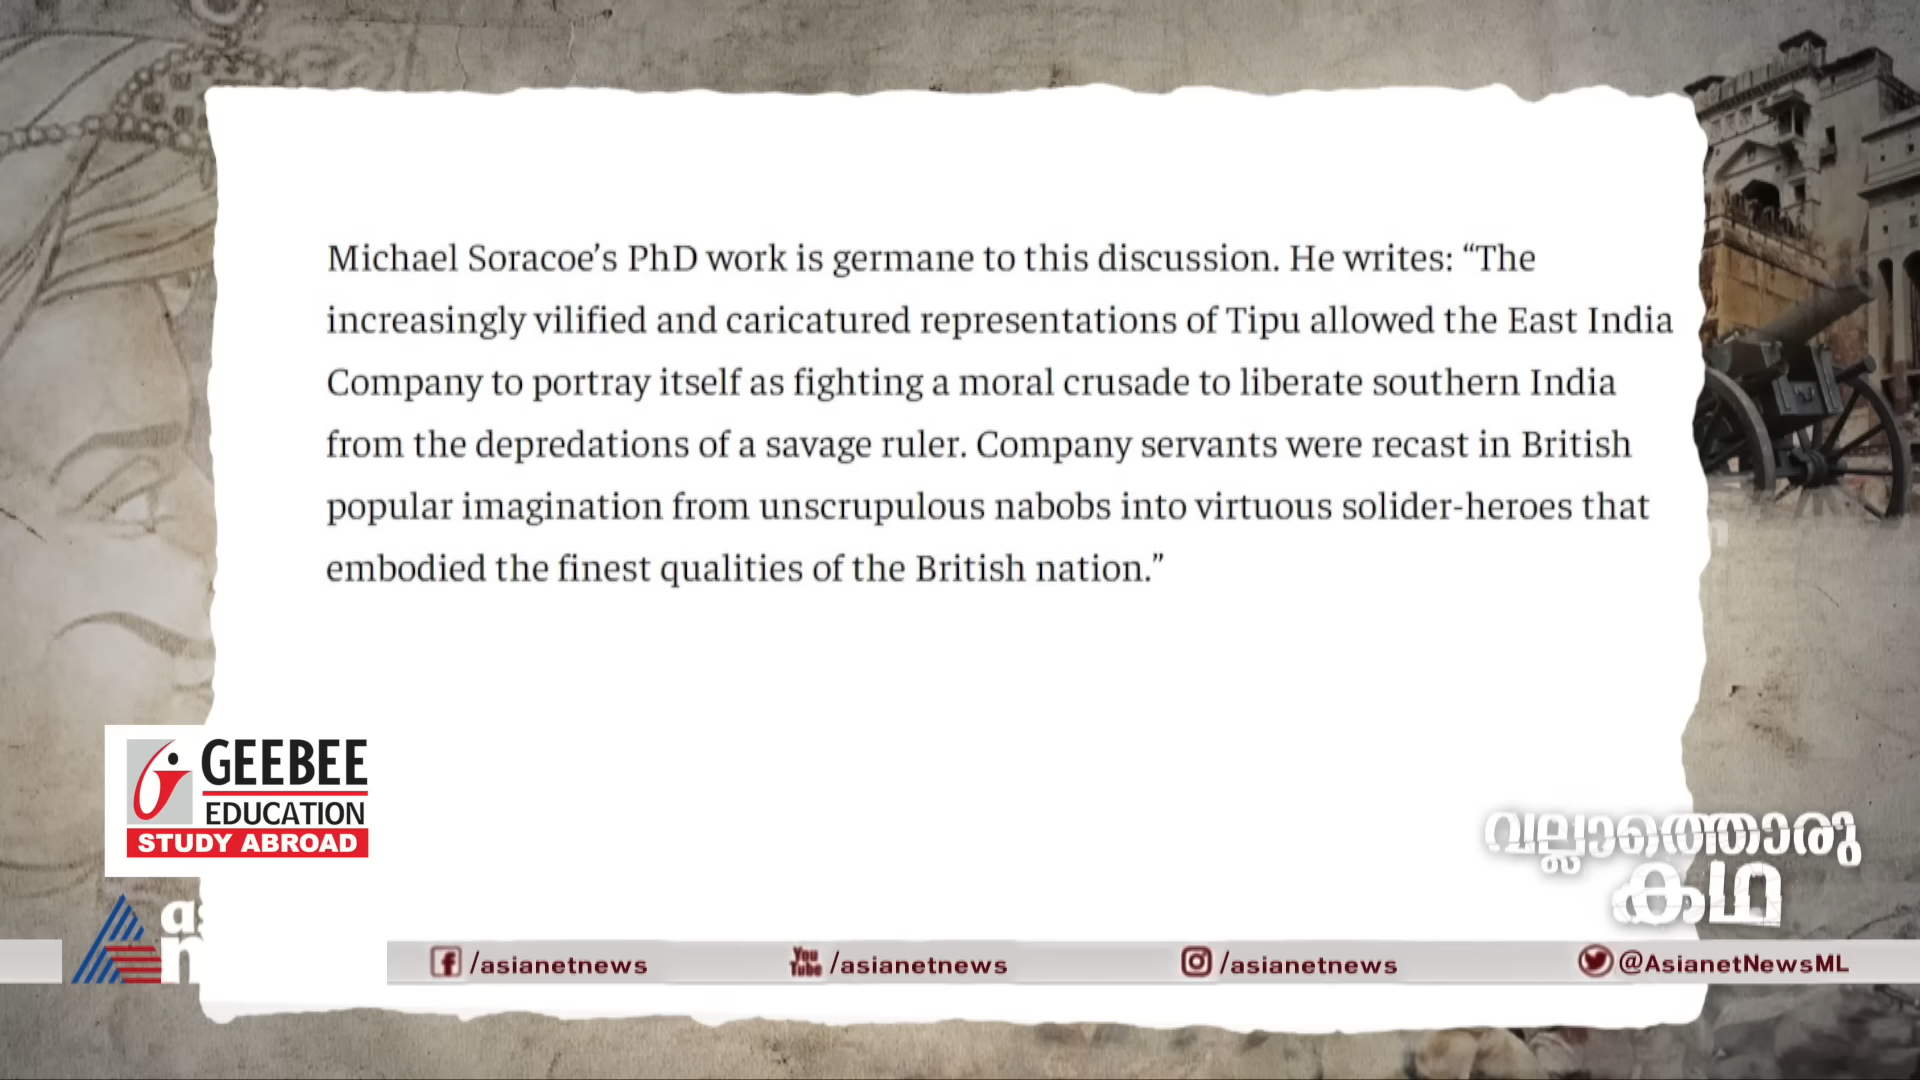 Michael Soracoe’s PhD work is germane to this discussion. He writes: “The
increasingly vilified and caricatured representations of Tipu allowed the East India
Company to portray itself as fighting a moral crusade to liberate southern India
from the depredations of a savage ruler. Company servants were recast in British
popular imagination from unscrupulous nabobs into virtuous solider-heroes that
embodied the finest qualities of the British nation.”
GEEBEE
EDUCATION
STUDY ABROAD
വല്ലാത്തൊരു
കഥ
/asianetnews
You Tube /asianetnews
/asianetnews
@AsianetNewsML